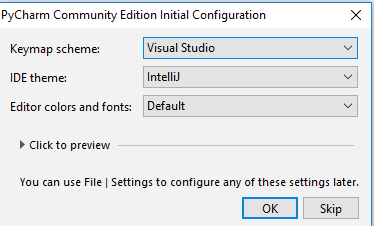 PyCharm Community Edition Initial Configuration
Keymap scheme: Visual Studio
IDE theme: IntelliJ
Editor colors and fonts: Default
Click to preview
You can use File | Settings to configure any of these settings later.
OK Skip